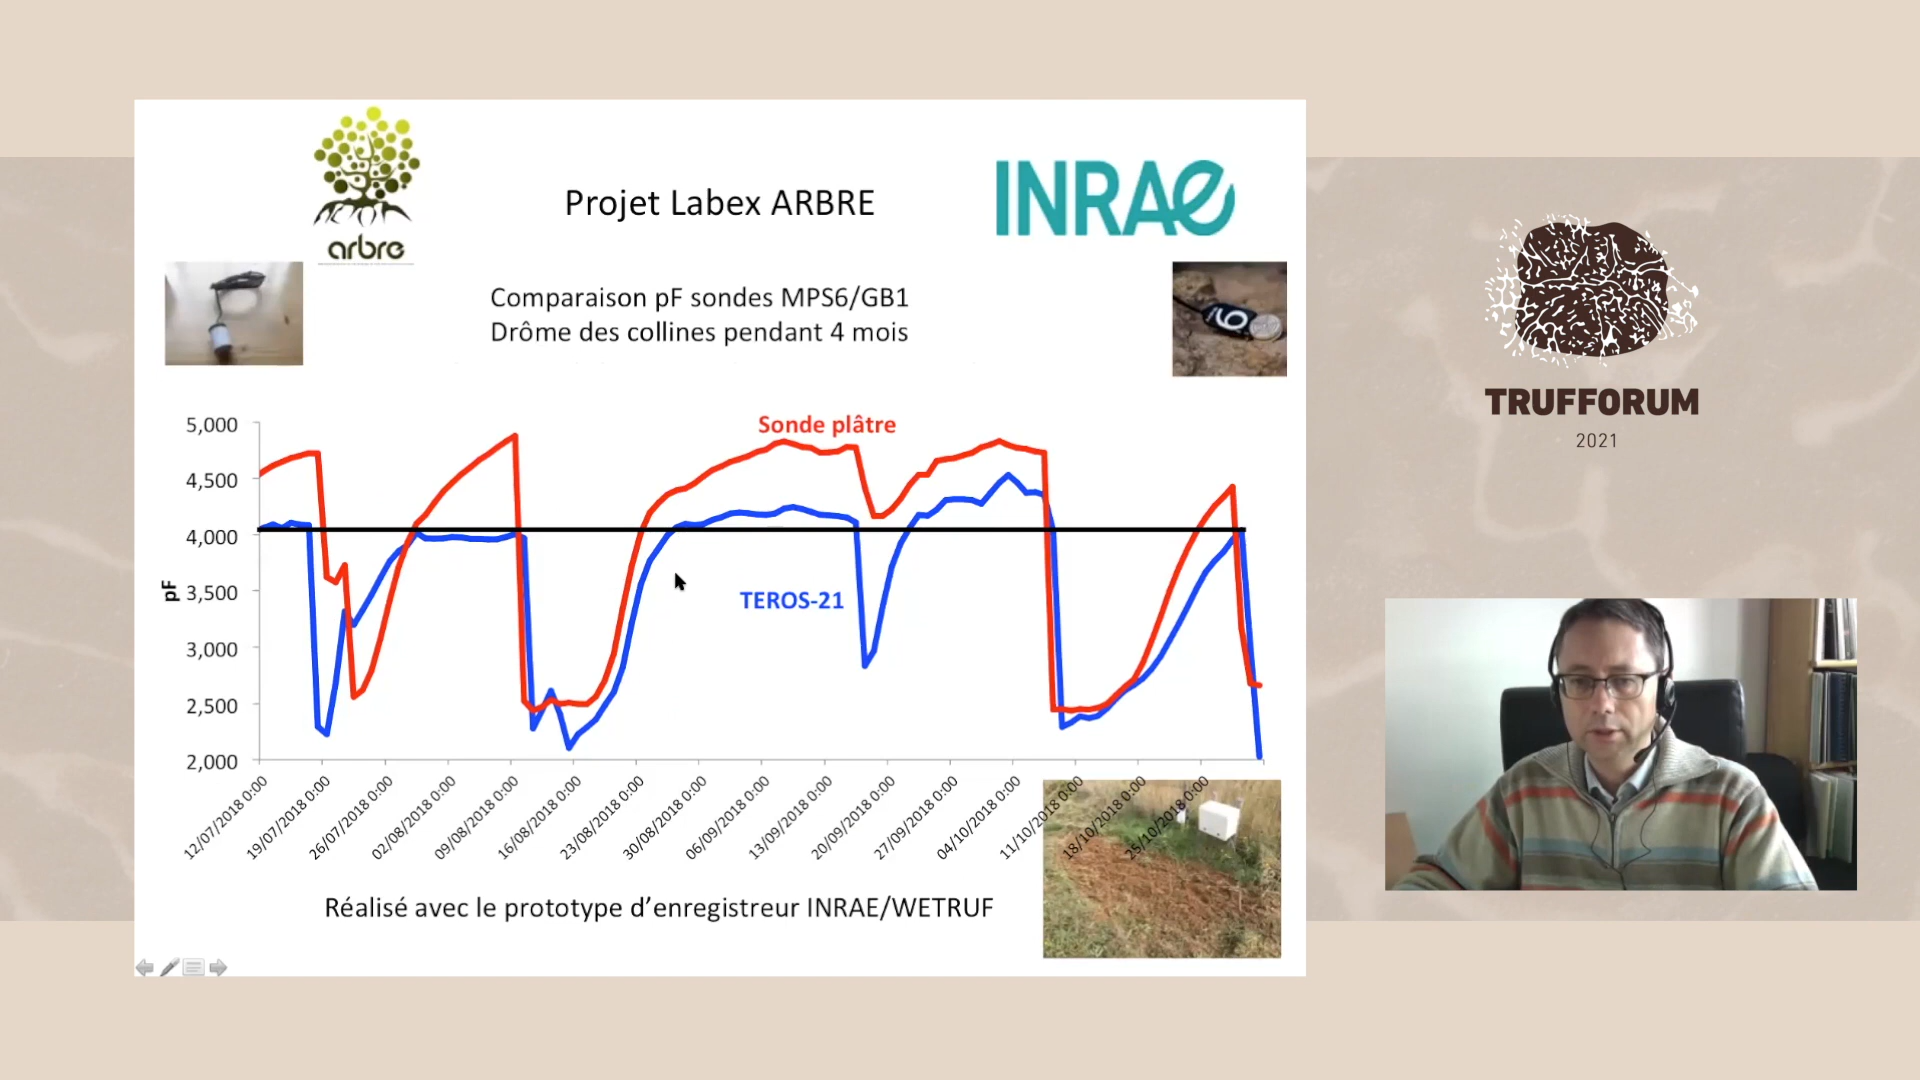 arbre
Projet Labex ARBRE
INRAE
Comparaison pF sondes MPS6/GB1
Drôme des collines pendant 4 mois
6
Sonde plâtre
TEROS-21
pF
5,000
4,500
4,000
3,500
3,000
2,500
2,000
12/07/2018 0:00
19/07/2018 0:00
26/07/2018 0:00
02/08/2018 0:00
09/08/2018 0:00
16/08/2018 0:00
23/08/2018 0:00
30/08/2018 0:00
06/09/2018 0:00
13/09/2018 0:00
20/09/2018 0:00
27/09/2018 0:00
04/10/2018 0:00
11/10/2018 0:00
18/10/2018 0:00
25/10/2018 0:00
Réalisé avec le prototype d'enregistreur INRAE/WETRUF
TRUFFORUM
2021